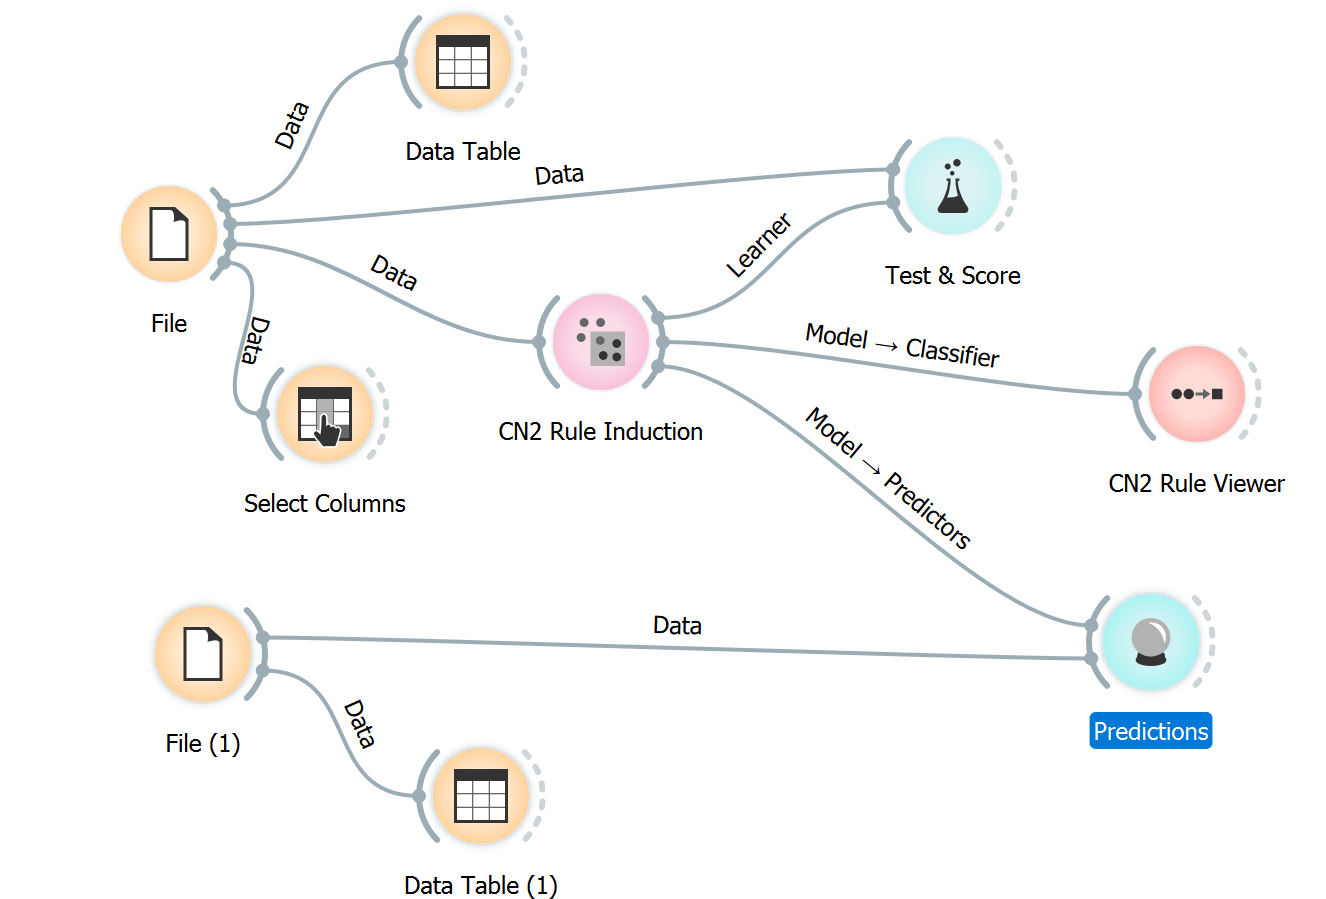 Data
Data Table
Data
Learner
Test & Score
File
Data
Data
Model → Classifier
CN2 Rule Induction
Model → Predictors
CN2 Rule Viewer
Select Columns
Data
Predictions
File (1)
Data
Data Table (1)